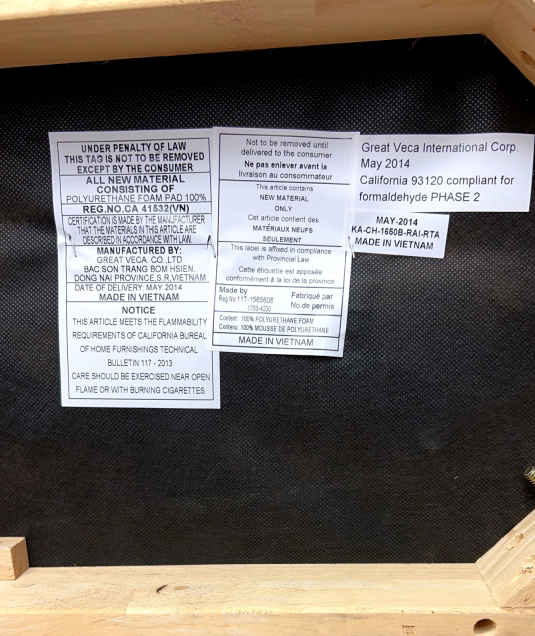 UNDER PENALTY OF LAW
THIS TAG IS NOT TO BE REMOVED
EXCEPT BY THE CONSUMER
ALL NEW MATERIAL
CONSISTING OF
POLYURETHANE FOAM PAD 100%
REG.NO.CA 41532(VN)
CERTIFICATION IS MADE BY THE MANUFACTURER
THAT THE MATERIALS IN THIS ARTICLE ARE
DESCRIBED IN ACCORDANCE WITH LAW.
MANUFACTURED BY:
GREAT VECA. CO.,LTD
BAC SON TRANG BOM HSIEN.
DONG NAI PROVINCE,S.R,VIETNAM
DATE OF DELIVERY: MAY 2014
MADE IN VIETNAM
NOTICE
THIS ARTICLE MEETS THE FLAMMABILITY
REQUIREMENTS OF CALIFORNIA BUREAL
OF HOME FURNISHINGS TECHNICAL
BULLETIN 117 - 2013
CARE SHOULD BE EXERCISED NEAR OPEN
FLAME OR WITH BURNING CIGARETTES
Not to be removed until
delivered to the consumer
Ne pas enlever avant la
livraison au consommateur
This article contains
NEW MATERIAL
ONLY
Cet article contient des
MATÉRIAUX NEUFS
SEULEMENT
This label is affixed in compliance
with Provincial Law
Cette étiquette est apposée
conformément à la loi de la province
Made by
Fabriqué par
Reg.No
No de permis
Content: 100% POLYURETHANE FOAM
Contenu: 100% MOUSSE DE POLYURETHANE
MADE IN VIETNAM
Great Veca International Corp.
May 2014
California 93120 compliant for
formaldehyde PHASE 2
MAY-2014
KA-CH-1650B-RAI-RTA
MADE IN VIETNAM